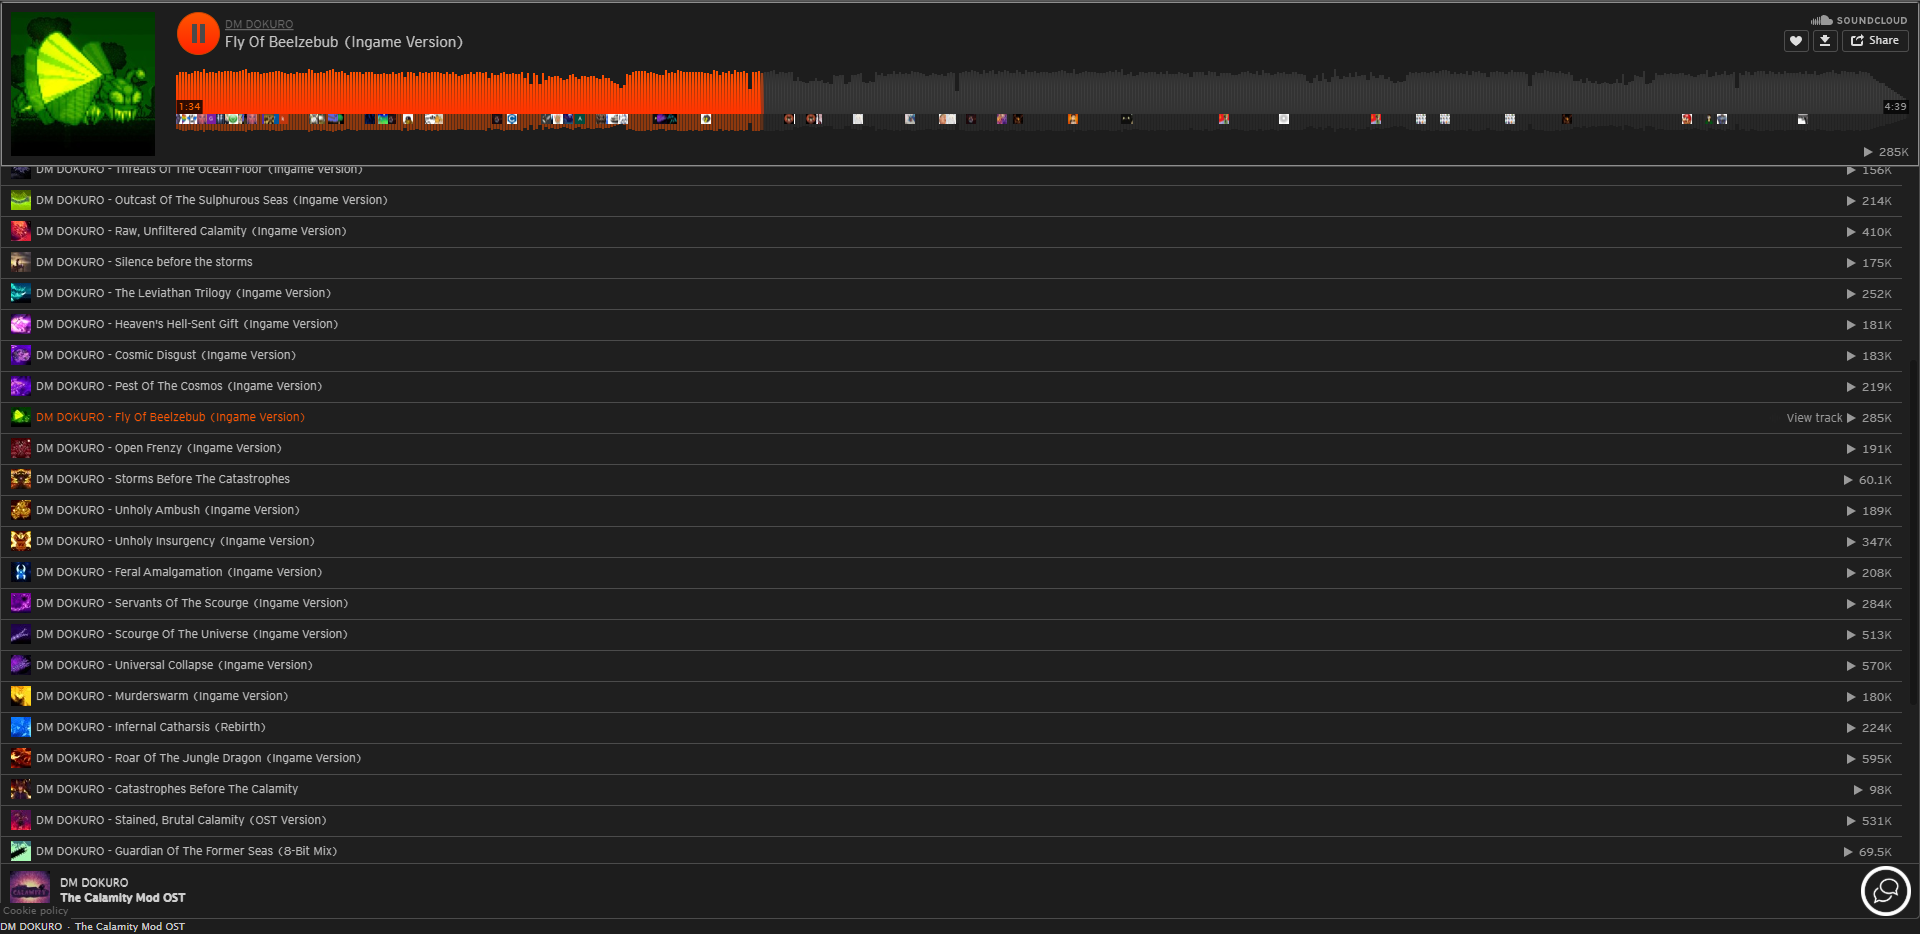 DM DOKURO
Fly Of Beelzebub (Ingame Version)
SOUNDCLOUD
Share
1:34
4:39
285K
DM DOKURO - Threats Of The Ocean Floor (Ingame Version) 156K
DM DOKURO - Outcast Of The Sulphurous Seas (Ingame Version) 214K
DM DOKURO - Raw, Unfiltered Calamity (Ingame Version) 410K
DM DOKURO - Silence before the storms 175K
DM DOKURO - The Leviathan Trilogy (Ingame Version) 252K
DM DOKURO - Heaven's Hell-Sent Gift (Ingame Version) 181K
DM DOKURO - Cosmic Disgust (Ingame Version) 183K
DM DOKURO - Pest Of The Cosmos (Ingame Version) 219K
DM DOKURO - Fly Of Beelzebub (Ingame Version) View track 285K
DM DOKURO - Open Frenzy (Ingame Version) 191K
DM DOKURO - Storms Before The Catastrophes 60.1K
DM DOKURO - Unholy Ambush (Ingame Version) 189K
DM DOKURO - Unholy Insurgency (Ingame Version) 347K
DM DOKURO - Feral Amalgamation (Ingame Version) 208K
DM DOKURO - Servants Of The Scourge (Ingame Version) 284K
DM DOKURO - Scourge Of The Universe (Ingame Version) 513K
DM DOKURO - Universal Collapse (Ingame Version) 570K
DM DOKURO - Murderswarm (Ingame Version) 180K
DM DOKURO - Infernal Catharsis (Rebirth) 224K
DM DOKURO - Roar Of The Jungle Dragon (Ingame Version) 595K
DM DOKURO - Catastrophes Before The Calamity 98K
DM DOKURO - Stained, Brutal Calamity (OST Version) 531K
DM DOKURO - Guardian Of The Former Seas (8-Bit Mix) 69.5K
CALAMITY
DM DOKURO
The Calamity Mod OST
Cookie policy
DM DOKURO · The Calamity Mod OST